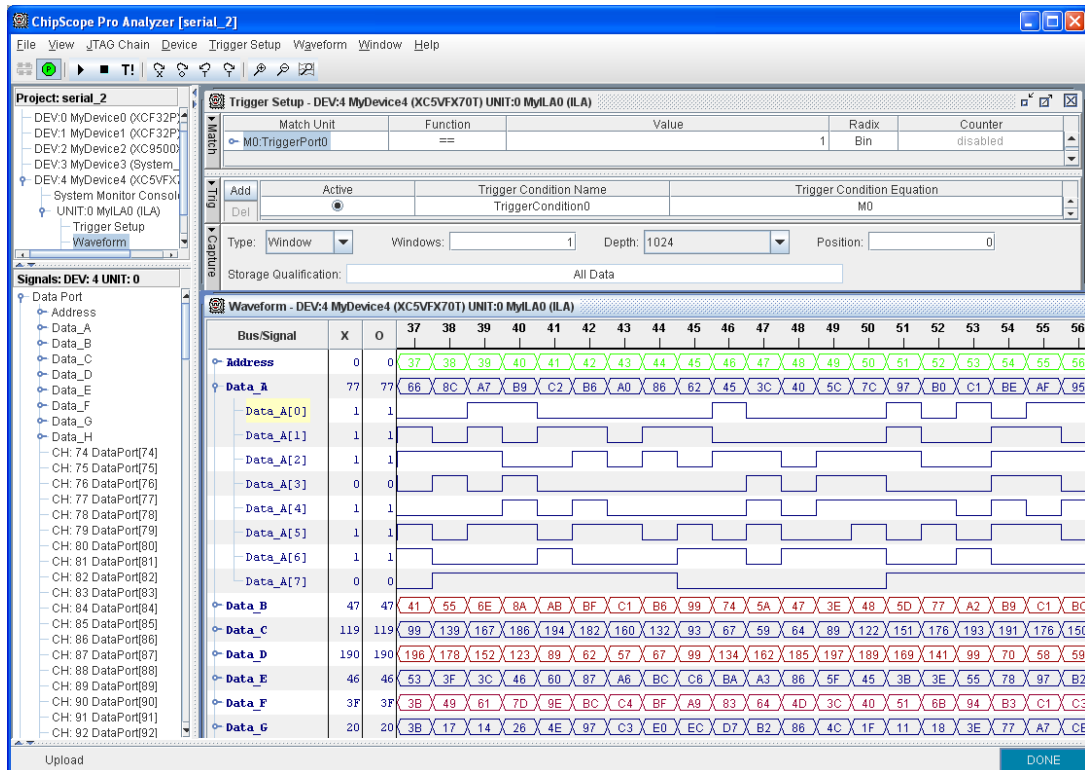 ChipScope Pro Analyzer [serial_2]
File View JTAG Chain Device Trigger Setup Waveform Window Help
T!
Project: serial_2
DEV:0 MyDevice0 (XCF32P)
DEV:1 MyDevice1 (XCF32P)
DEV:2 MyDevice2 (XC9500)
DEV:3 MyDevice3 (System_
DEV:4 MyDevice4 (XC5VFX7
System Monitor Consol
UNIT:0 MyILA0 (ILA)
Trigger Setup
Waveform
Signals: DEV: 4 UNIT: 0
Data Port
Address
Data_A
Data_B
Data_C
Data_D
Data_E
Data_F
Data_G
Data_H
CH: 74 DataPort[74]
CH: 75 DataPort[75]
CH: 76 DataPort[76]
CH: 77 DataPort[77]
CH: 78 DataPort[78]
CH: 79 DataPort[79]
CH: 80 DataPort[80]
CH: 81 DataPort[81]
CH: 82 DataPort[82]
CH: 83 DataPort[83]
CH: 84 DataPort[84]
CH: 85 DataPort[85]
CH: 86 DataPort[86]
CH: 87 DataPort[87]
CH: 88 DataPort[88]
CH: 89 DataPort[89]
CH: 90 DataPort[90]
CH: 91 DataPort[91]
CH: 92 DataPort[92]
Trigger Setup - DEV:4 MyDevice4 (XC5VFX70T) UNIT:0 MyILA0 (ILA)
Match
Match Unit Function Value Radix Counter
M0:TriggerPort0 == 1 Bin disabled
Trig
Add Active Trigger Condition Name Trigger Condition Equation
Del TriggerCondition0 M0
Capture
Type: Window Windows: 1 Depth: 1024 Position: 0
Storage Qualification: All Data
Waveform - DEV:4 MyDevice4 (XC5VFX70T) UNIT:0 MyILA0 (ILA)
Bus/Signal X O 37 38 39 40 41 42 43 44 45 46 47 48 49 50 51 52 53 54 55 56
Address 0 0 37 38 39 40 41 42 43 44 45 46 47 48 49 50 51 52 53 54 55 56
Data_A 77 77 66 8C A7 B9 C2 B6 A0 86 62 45 3C 40 5C 7C 97 B0 C1 BE AF 95
Data_A[0] 1 1
Data_A[1] 1 1
Data_A[2] 1 1
Data_A[3] 0 0
Data_A[4] 1 1
Data_A[5] 1 1
Data_A[6] 1 1
Data_A[7] 0 0
Data_B 47 47 41 55 6E 8A AB BF C1 B6 99 74 5A 47 3E 48 5D 77 A2 B9 C1 BC
Data_C 119 119 99 139 167 186 194 182 160 132 93 67 59 64 89 122 151 176 193 191 176 150
Data_D 190 190 196 178 152 123 89 62 57 67 99 134 162 185 197 189 169 141 99 70 58 59
Data_E 46 46 53 3F 3C 46 60 87 A6 BC C6 BA A3 86 5F 45 3B 3E 55 78 97 B2
Data_F 3F 3F 3B 49 61 7D 9E BC C4 BF A9 83 64 4D 3C 40 51 6B 94 B3 C1 C3
Data_G 20 20 3B 17 14 26 4E 97 C3 E0 EC D7 B2 86 4C 1F 11 18 3E 77 A7 CE
Upload
DONE